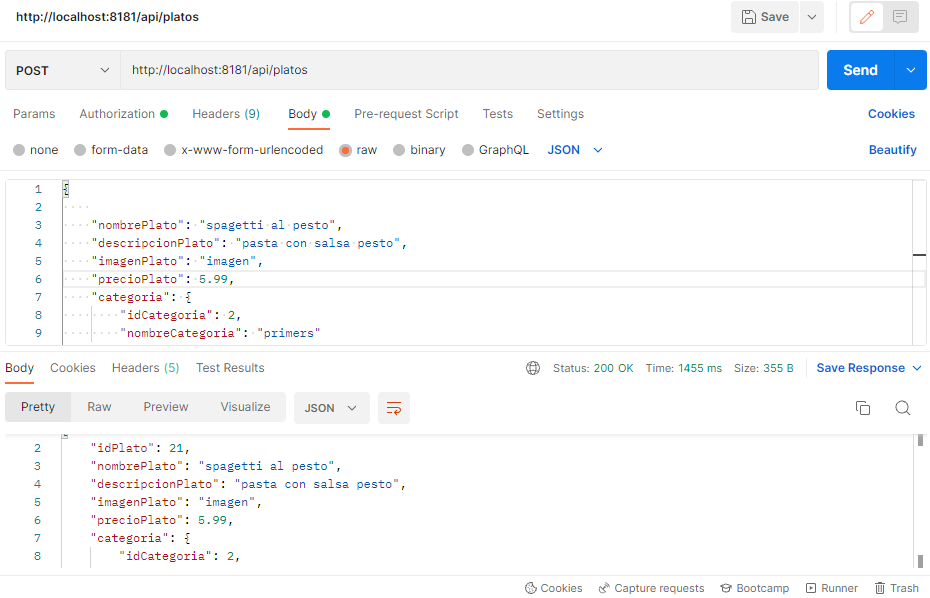 http://localhost:8181/api/platos
Save
POST
http://localhost:8181/api/platos
Send
Params Authorization Headers (9) Body Pre-request Script Tests Settings Cookies
none form-data x-www-form-urlencoded raw binary GraphQL JSON Beautify
1 {
2
3 "nombrePlato": "spagetti al pesto",
4 "descripcionPlato": "pasta con salsa pesto",
5 "imagenPlato": "imagen",
6 "precioPlato": 5.99,
7 "categoria": {
8 "idCategoria": 2,
9 "nombreCategoria": "primers"
Body Cookies Headers (5) Test Results Status: 200 OK Time: 1455 ms Size: 355 B Save Response
Pretty Raw Preview Visualize JSON
2 "idPlato": 21,
3 "nombrePlato": "spagetti al pesto",
4 "descripcionPlato": "pasta con salsa pesto",
5 "imagenPlato": "imagen",
6 "precioPlato": 5.99,
7 "categoria": {
8 "idCategoria": 2,
Cookies Capture requests Bootcamp Runner Trash